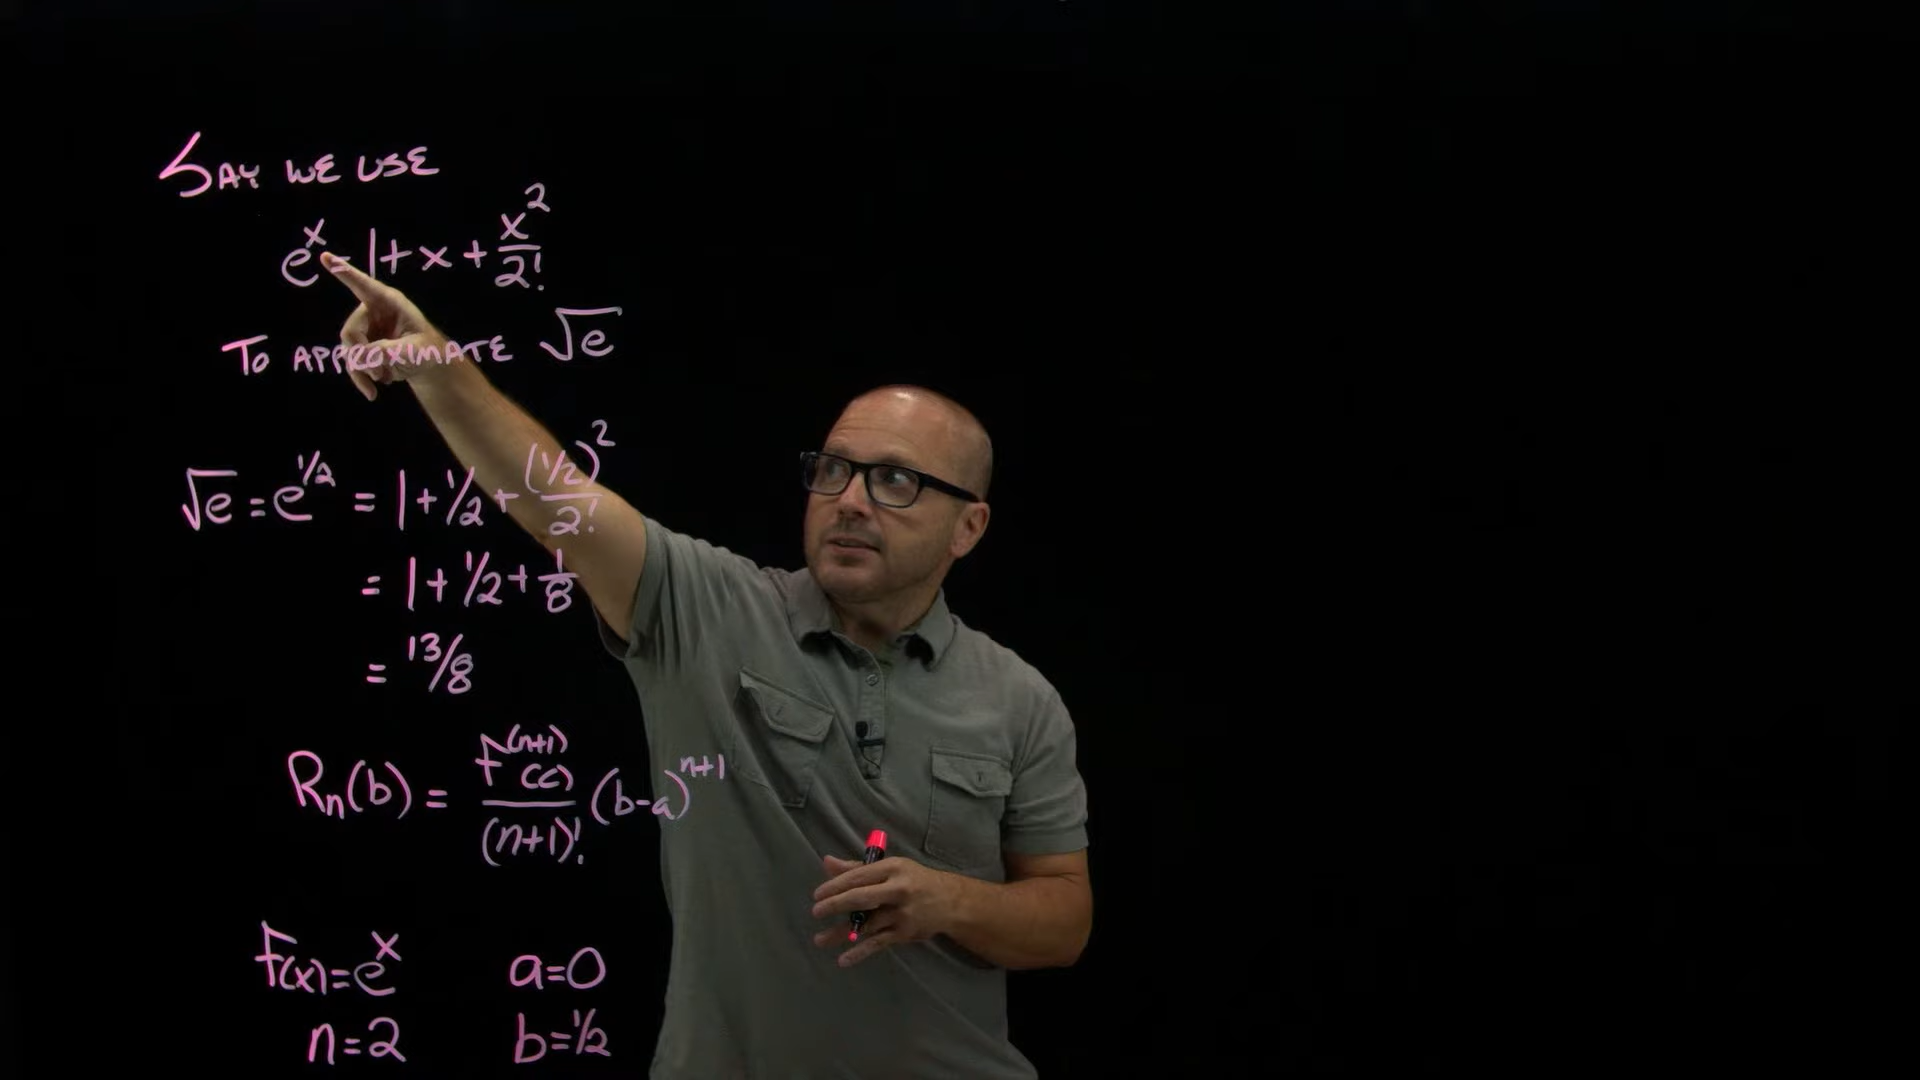 SAY WE USE
e^x = 1 + x + x^2/2!
TO APPROXIMATE √e
√e = e^1/2 = 1 + 1/2 + (1/2)^2/2!
= 1 + 1/2 + 1/8
= 13/8
Rn(b) = f^(n+1)(c)/(n+1)! (b-a)^n+1
f(x) = e^x a=0
n=2 b=1/2